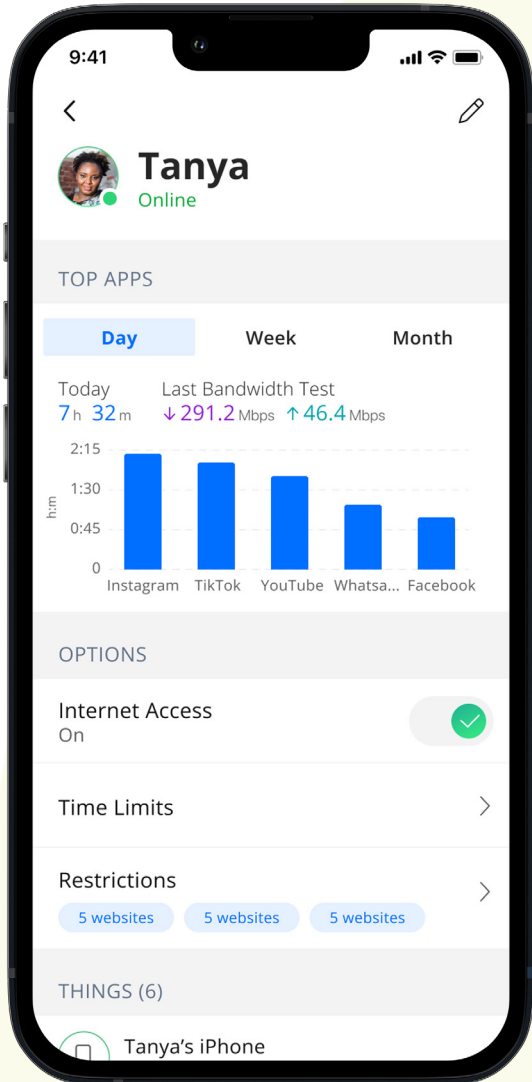 9:41
Tanya
Online
TOP APPS
Day Week Month
Today Last Bandwidth Test
7h 32m ↓291.2 Mbps ↑46.4 Mbps
2:15
1:30
0:45
0
h:m
Instagram TikTok YouTube Whatsa... Facebook
OPTIONS
Internet Access
On
Time Limits
Restrictions
5 websites 5 websites 5 websites
THINGS (6)
Tanya’s iPhone